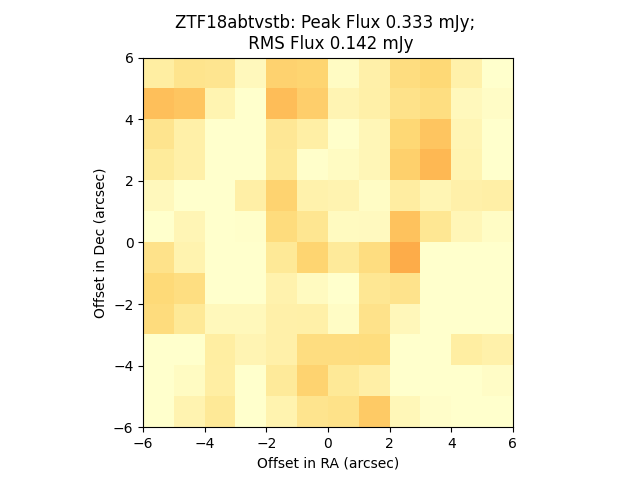 ZTF18abtvstb: Peak Flux 0.333 mJy;
RMS Flux 0.142 mJy
6
4
2
0
−2
−4
−6
Offset in Dec (arcsec)
−6 −4 −2 0 2 4 6
Offset in RA (arcsec)